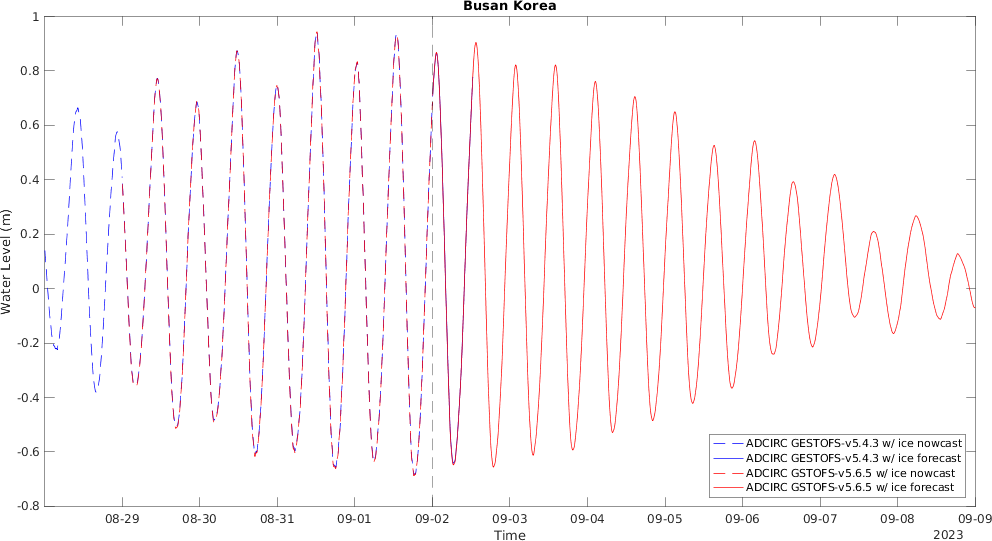 Busan Korea
1
0.8
0.6
0.4
0.2
0
-0.2
-0.4
-0.6
-0.8
Water Level (m)
ADCIRC GESTOFS-v5.4.3 w/ ice nowcast
ADCIRC GESTOFS-v5.4.3 w/ ice forecast
ADCIRC GSTOFS-v5.6.5 w/ ice nowcast
ADCIRC GSTOFS-v5.6.5 w/ ice forecast
08-29 08-30 08-31 09-01 09-02 09-03 09-04 09-05 09-06 09-07 09-08 09-09
Time
2023